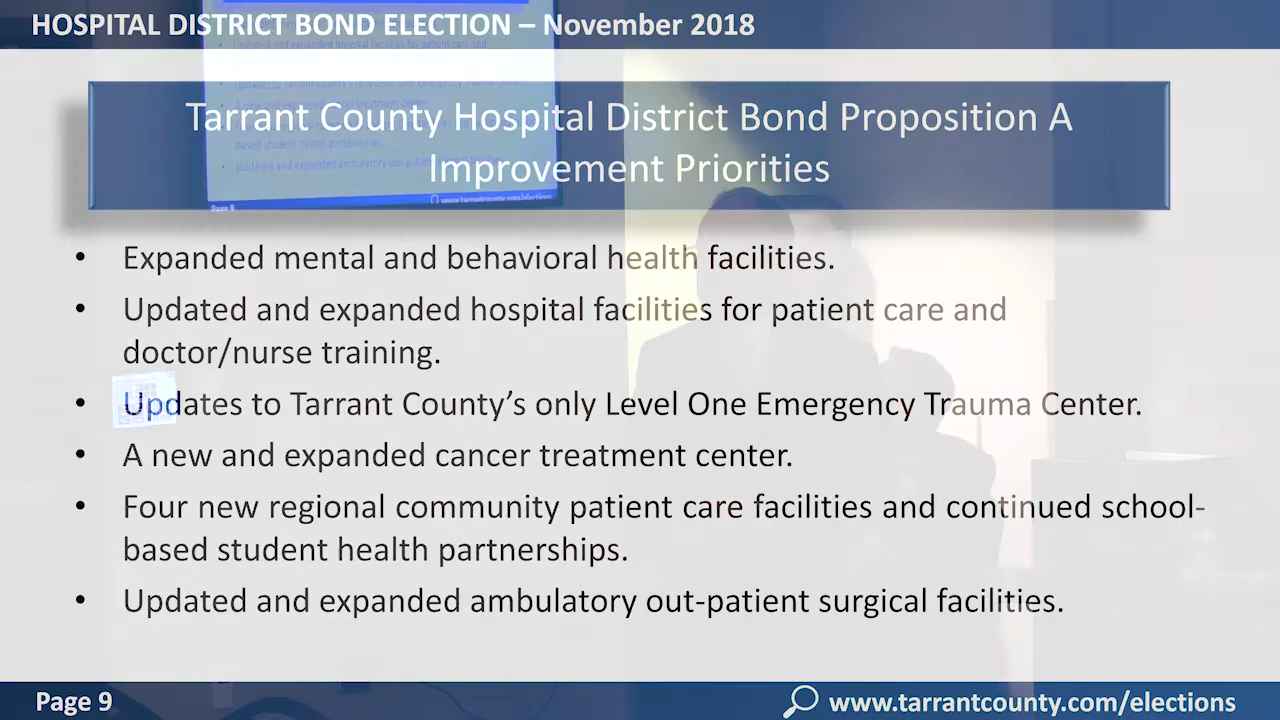 HOSPITAL DISTRICT BOND ELECTION – November 2018
Tarrant County Hospital District Bond Proposition A
Improvement Priorities
• Expanded mental and behavioral health facilities.
• Updated and expanded hospital facilities for patient care and
doctor/nurse training.
• Updates to Tarrant County’s only Level One Emergency Trauma Center.
• A new and expanded cancer treatment center.
• Four new regional community patient care facilities and continued school-
based student health partnerships.
• Updated and expanded ambulatory out-patient surgical facilities.
Page 9
www.tarrantcounty.com/elections